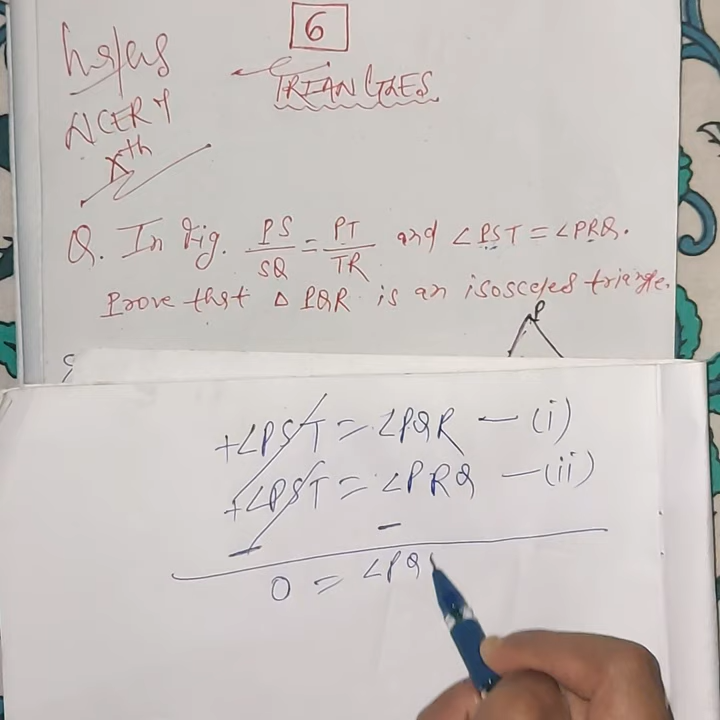 6
TRIANGLES
NCERT
Xth
Q. In Fig. PS/SQ = PT/TR and ∠PST = ∠PRQ.
Prove that △ PQR is an isosceles triangle.
P
+∠PST = ∠PQR — (i)
+∠PST = ∠PRQ — (ii)
— —
0 = ∠PQ